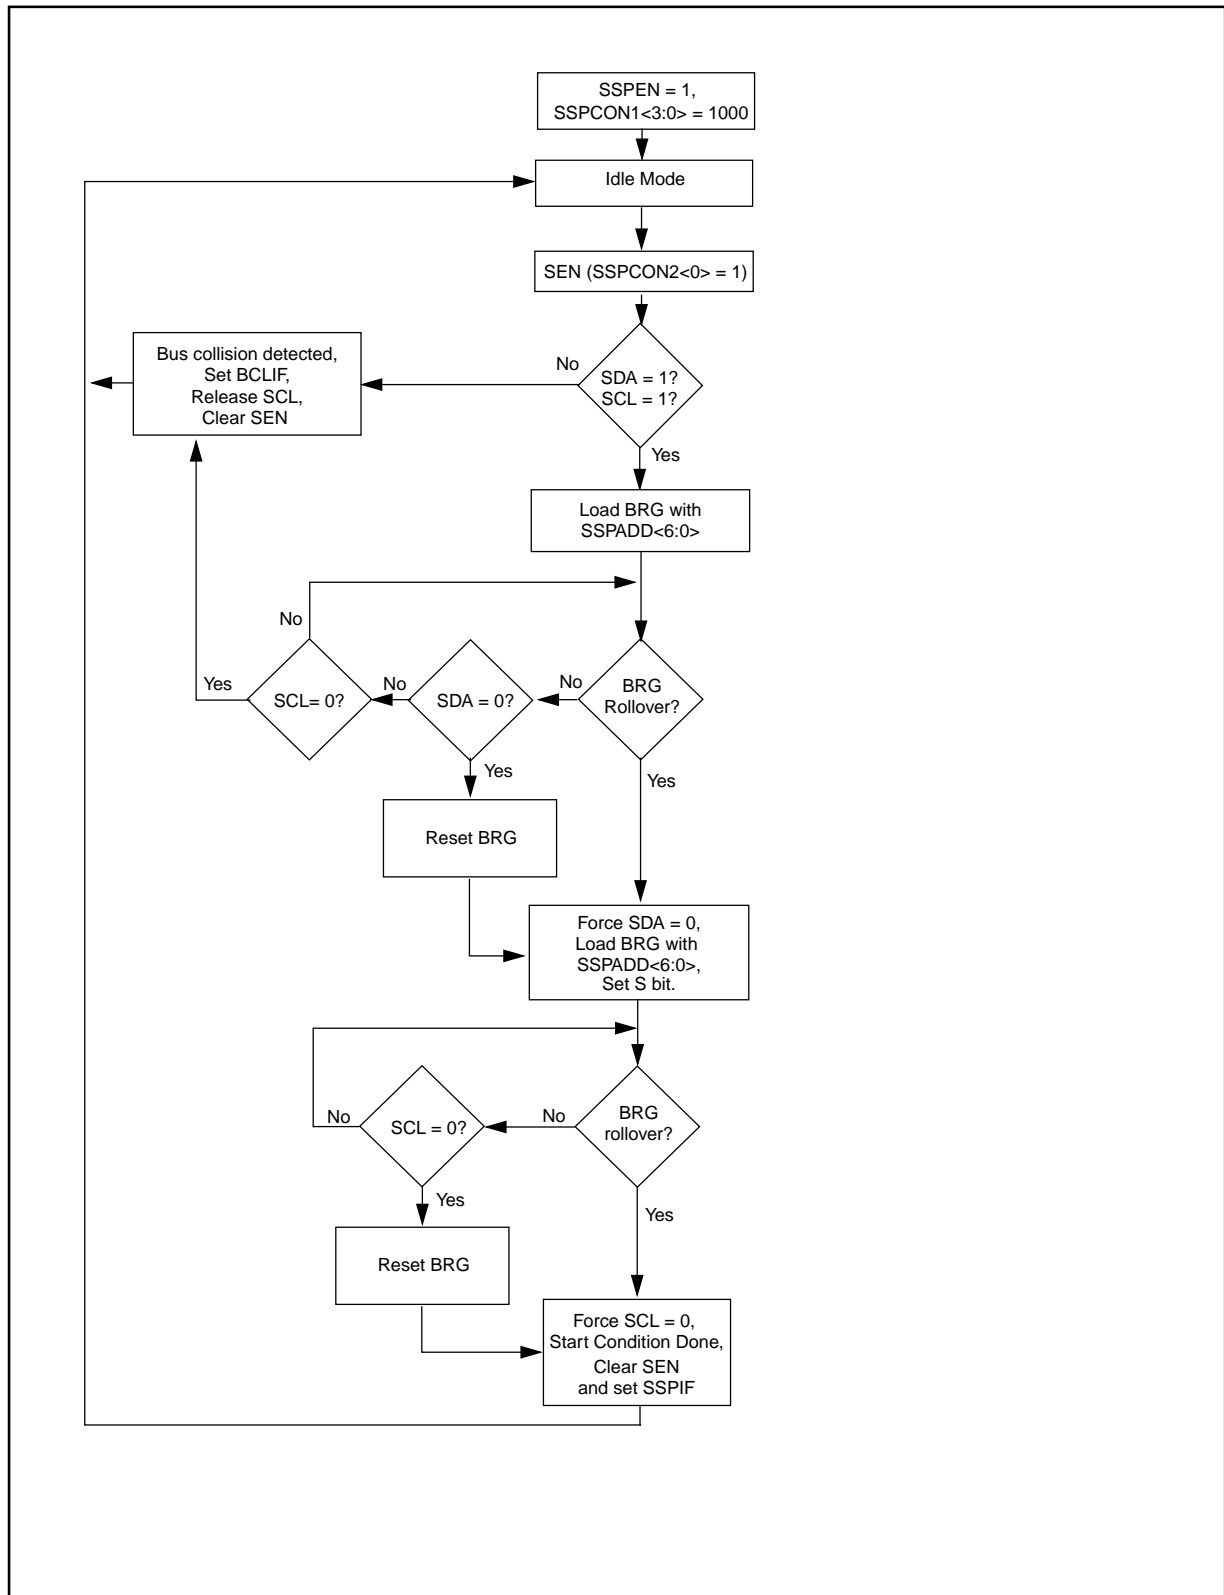 SSPEN = 1,
SSPCON1<3:0> = 1000
Idle Mode
SEN (SSPCON2<0> = 1)
Bus collision detected,
Set BCLIF,
Release SCL,
Clear SEN
No
SDA = 1?
SCL = 1?
Yes
Load BRG with
SSPADD<6:0>
No
Yes
SCL= 0?
No
SDA = 0?
No
BRG
Rollover?
Yes
Yes
Reset BRG
Force SDA = 0,
Load BRG with
SSPADD<6:0>,
Set S bit.
No
SCL = 0?
No
BRG
rollover?
Yes
Yes
Reset BRG
Force SCL = 0,
Start Condition Done,
Clear SEN
and set SSPIF